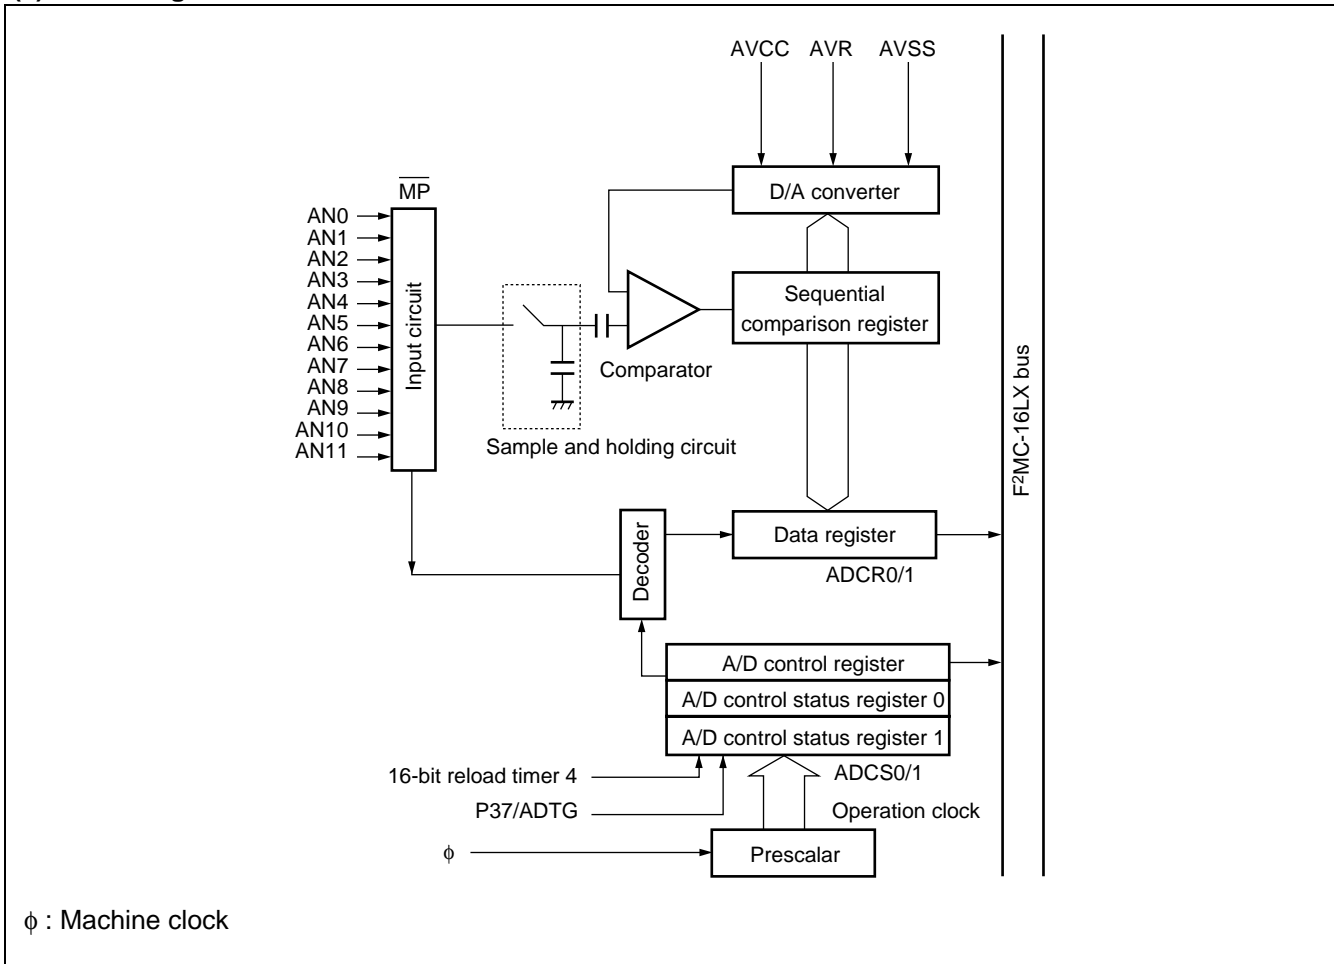 AVCC AVR AVSS
D/A converter
MP
AN0
AN1
AN2
AN3
AN4
AN5
AN6
AN7
AN8
AN9
AN10
AN11
Input circuit
Sequential
comparison register
Comparator
Sample and holding circuit
F²MC-16LX bus
Decoder
Data register
ADCR0/1
A/D control register
A/D control status register 0
A/D control status register 1
16-bit reload timer 4
ADCS0/1
P37/ADTG
Operation clock
ϕ
Prescalar
ϕ : Machine clock